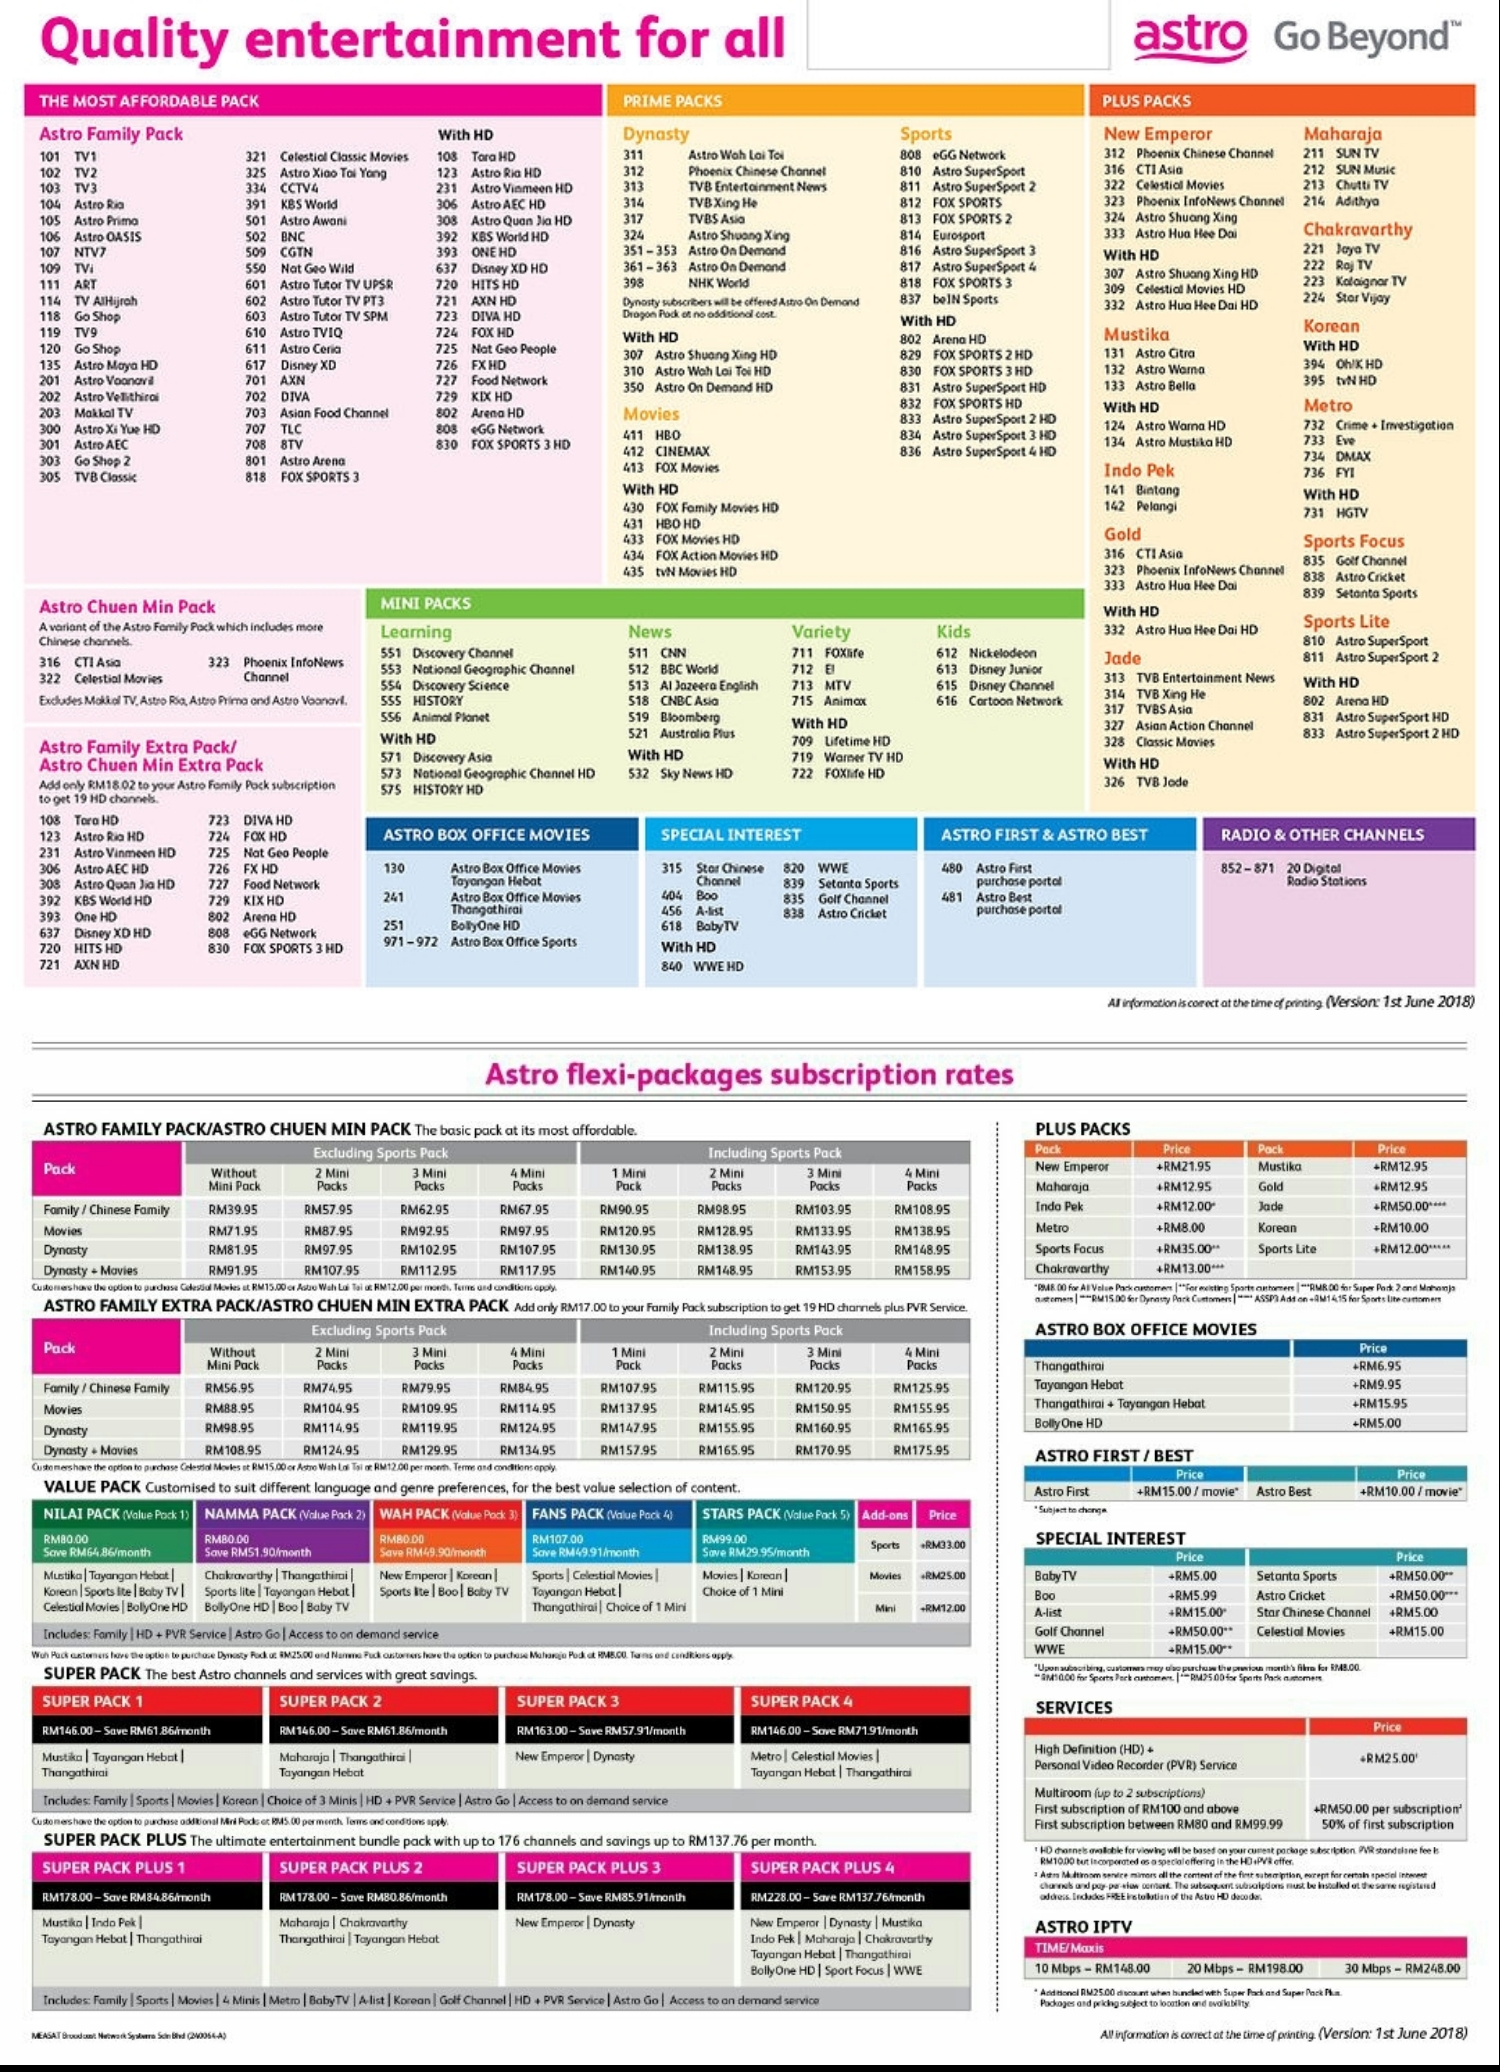 Quality entertainment for all
astro Go Beyond™
THE MOST AFFORDABLE PACK
Astro Family Pack
101 TV1
102 TV2
103 TV3
104 Astro Ria
105 Astro Prima
106 Astro OASIS
107 NTV7
109 TVi
111 ART
114 TV AlHijrah
118 Go Shop
119 TV9
120 Go Shop
135 Astro Maya HD
201 Astro Vaanavil
202 Astro Vellithirai
203 Makkal TV
300 Astro Xi Yue HD
301 Astro AEC
303 Go Shop 2
305 TVB Classic
321 Celestial Classic Movies
325 Astro Xiao Tai Yang
334 CCTV4
391 KBS World
501 Astro Awani
502 BNC
509 CGTN
550 Nat Geo Wild
601 Astro Tutor TV UPSR
602 Astro Tutor TV PT3
603 Astro Tutor TV SPM
610 Astro TVIQ
611 Astro Ceria
617 Disney XD
701 AXN
702 DIVA
703 Asian Food Channel
707 TLC
708 8TV
801 Astro Arena
818 FOX SPORTS 3
With HD
108 Tara HD
123 Astro Ria HD
231 Astro Vinmeen HD
306 Astro AEC HD
308 Astro Quan Jia HD
392 KBS World HD
393 ONE HD
637 Disney XD HD
720 HITS HD
721 AXN HD
723 DIVA HD
724 FOX HD
725 Nat Geo People
726 FX HD
727 Food Network
729 KIX HD
802 Arena HD
808 eGG Network
830 FOX SPORTS 3 HD
PRIME PACKS
Dynasty
311 Astro Wah Lai Toi
312 Phoenix Chinese Channel
313 TVB Entertainment News
314 TVB Xing He
317 TVBS Asia
324 Astro Shuang Xing
351 – 353 Astro On Demand
361 – 363 Astro On Demand
398 NHK World
Dynasty subscribers will be offered Astro On Demand
Dragon Pack at no additional cost.
With HD
307 Astro Shuang Xing HD
310 Astro Wah Lai Toi HD
350 Astro On Demand HD
Movies
411 HBO
412 CINEMAX
413 FOX Movies
With HD
430 FOX Family Movies HD
431 HBO HD
433 FOX Movies HD
434 FOX Action Movies HD
435 tvN Movies HD
Sports
808 eGG Network
810 Astro SuperSport
811 Astro SuperSport 2
812 FOX SPORTS
813 FOX SPORTS 2
814 Eurosport
816 Astro SuperSport 3
817 Astro SuperSport 4
818 FOX SPORTS 3
837 beIN Sports
With HD
802 Arena HD
829 FOX SPORTS 2 HD
830 FOX SPORTS 3 HD
831 Astro SuperSport HD
832 FOX SPORTS HD
833 Astro SuperSport 2 HD
834 Astro SuperSport 3 HD
836 Astro SuperSport 4 HD
PLUS PACKS
New Emperor
312 Phoenix Chinese Channel
316 CTI Asia
322 Celestial Movies
323 Phoenix InfoNews Channel
324 Astro Shuang Xing
333 Astro Hua Hee Dai
With HD
307 Astro Shuang Xing HD
309 Celestial Movies HD
332 Astro Hua Hee Dai HD
Mustika
131 Astro Citra
132 Astro Warna
133 Astro Bella
With HD
124 Astro Warna HD
134 Astro Mustika HD
Indo Pek
141 Bintang
142 Pelangi
Gold
316 CTI Asia
323 Phoenix InfoNews Channel
333 Astro Hua Hee Dai
With HD
332 Astro Hua Hee Dai HD
Jade
313 TVB Entertainment News
314 TVB Xing He
317 TVBS Asia
327 Asian Action Channel
328 Classic Movies
With HD
326 TVB Jade
Maharaja
211 SUN TV
212 SUN Music
213 Chutti TV
214 Adithya
Chakravarthy
221 Jaya TV
222 Raj TV
223 Kalaignar TV
224 Star Vijay
Korean
With HD
394 Oh!K HD
395 tvN HD
Metro
732 Crime + Investigation
733 Eve
734 DMAX
736 FYI
With HD
731 HGTV
Sports Focus
835 Golf Channel
838 Astro Cricket
839 Setanta Sports
Sports Lite
810 Astro SuperSport
811 Astro SuperSport 2
With HD
802 Arena HD
831 Astro SuperSport HD
833 Astro SuperSport 2 HD
Astro Chuen Min Pack
A variant of the Astro Family Pack which includes more
Chinese channels.
316 CTI Asia 323 Phoenix InfoNews
322 Celestial Movies Channel
Excludes Makkal TV, Astro Ria, Astro Prima and Astro Vaanavil.
Astro Family Extra Pack/
Astro Chuen Min Extra Pack
Add only RM18.02 to your Astro Family Pack subscription
to get 19 HD channels.
108 Tara HD
123 Astro Ria HD
231 Astro Vinmeen HD
306 Astro AEC HD
308 Astro Quan Jia HD
392 KBS World HD
393 One HD
637 Disney XD HD
720 HITS HD
721 AXN HD
723 DIVA HD
724 FOX HD
725 Nat Geo People
726 FX HD
727 Food Network
729 KIX HD
802 Arena HD
808 eGG Network
830 FOX SPORTS 3 HD
MINI PACKS
Learning
551 Discovery Channel
553 National Geographic Channel
554 Discovery Science
555 HISTORY
556 Animal Planet
With HD
571 Discovery Asia
573 National Geographic Channel HD
575 HISTORY HD
News
511 CNN
512 BBC World
513 Al Jazeera English
518 CNBC Asia
519 Bloomberg
521 Australia Plus
With HD
532 Sky News HD
Variety
711 FOXlife
712 E!
713 MTV
715 Animax
With HD
709 Lifetime HD
719 Warner TV HD
722 FOXlife HD
Kids
612 Nickelodeon
613 Disney Junior
615 Disney Channel
616 Cartoon Network
ASTRO BOX OFFICE MOVIES
130 Astro Box Office Movies
Tayangan Hebat
241 Astro Box Office Movies
Thangathirai
251 BollyOne HD
971 – 972 Astro Box Office Sports
SPECIAL INTEREST
315 Star Chinese
Channel
404 Boo
456 A-list
618 BabyTV
With HD
840 WWE HD
820 WWE
839 Setanta Sports
835 Golf Channel
838 Astro Cricket
ASTRO FIRST & ASTRO BEST
480 Astro First
purchase portal
481 Astro Best
purchase portal
RADIO & OTHER CHANNELS
852 – 871 20 Digital
Radio Stations
All information is correct at the time of printing. (Version: 1st June 2018)
Astro flexi-packages subscription rates
ASTRO FAMILY PACK/ASTRO CHUEN MIN PACK The basic pack at its most affordable.
Pack Excluding Sports Pack Including Sports Pack
Without Mini Pack 2 Mini Packs 3 Mini Packs 4 Mini Packs 1 Mini Pack 2 Mini Packs 3 Mini Packs 4 Mini Packs
Family / Chinese Family RM39.95 RM57.95 RM62.95 RM67.95 RM90.95 RM98.95 RM103.95 RM108.95
Movies RM71.95 RM87.95 RM92.95 RM97.95 RM120.95 RM128.95 RM133.95 RM138.95
Dynasty RM81.95 RM97.95 RM102.95 RM107.95 RM130.95 RM138.95 RM143.95 RM148.95
Dynasty + Movies RM91.95 RM107.95 RM112.95 RM117.95 RM140.95 RM148.95 RM153.95 RM158.95
Customers have the option to purchase Celestial Movies at RM15.00 or Astro Wah Lai Toi at RM12.00 per month. Terms and conditions apply.
ASTRO FAMILY EXTRA PACK/ASTRO CHUEN MIN EXTRA PACK Add only RM17.00 to your Family Pack subscription to get 19 HD channels plus PVR Service.
Pack Excluding Sports Pack Including Sports Pack
Without Mini Pack 2 Mini Packs 3 Mini Packs 4 Mini Packs 1 Mini Pack 2 Mini Packs 3 Mini Packs 4 Mini Packs
Family / Chinese Family RM56.95 RM74.95 RM79.95 RM84.95 RM107.95 RM115.95 RM120.95 RM125.95
Movies RM88.95 RM104.95 RM109.95 RM114.95 RM137.95 RM145.95 RM150.95 RM155.95
Dynasty RM98.95 RM114.95 RM119.95 RM124.95 RM147.95 RM155.95 RM160.95 RM165.95
Dynasty + Movies RM108.95 RM124.95 RM129.95 RM134.95 RM157.95 RM165.95 RM170.95 RM175.95
Customers have the option to purchase Celestial Movies at RM15.00 or Astro Wah Lai Toi at RM12.00 per month. Terms and conditions apply.
VALUE PACK Customised to suit different language and genre preferences, for the best value selection of content.
NILAI PACK (Value Pack 1)
RM80.00
Save RM64.86/month
Mustika | Tayangan Hebat |
Korean | Sports lite | Baby TV |
Celestial Movies | BollyOne HD
NAMMA PACK (Value Pack 2)
RM80.00
Save RM51.90/month
Chakravarthy | Thangathirai |
Sports lite | Tayangan Hebat |
BollyOne HD | Boo | Baby TV
WAH PACK (Value Pack 3)
RM80.00
Save RM49.90/month
New Emperor | Korean |
Sports lite | Boo | Baby TV
FANS PACK (Value Pack 4)
RM107.00
Save RM49.91/month
Sports | Celestial Movies |
Tayangan Hebat |
Thangathirai | Choice of 1 Mini
STARS PACK (Value Pack 5)
RM99.00
Save RM29.95/month
Movies | Korean |
Choice of 1 Mini
Add-ons Price
Sports +RM33.00
Movies +RM25.00
Mini +RM12.00
Includes: Family | HD + PVR Service | Astro Go | Access to on demand service
Wah Pack customers have the option to purchase Dynasty Pack at RM25.00 and Namma Pack customers have the option to purchase Maharaja Pack at RM8.00. Terms and conditions apply.
SUPER PACK The best Astro channels and services with great savings.
SUPER PACK 1
RM146.00 – Save RM61.86/month
Mustika | Tayangan Hebat |
Thangathirai
SUPER PACK 2
RM146.00 – Save RM61.86/month
Maharaja | Thangathirai |
Tayangan Hebat
SUPER PACK 3
RM163.00 – Save RM57.91/month
New Emperor | Dynasty
SUPER PACK 4
RM146.00 – Save RM71.91/month
Metro | Celestial Movies |
Tayangan Hebat | Thangathirai
Includes: Family | Sports | Movies | Korean | Choice of 3 Minis | HD + PVR Service | Astro Go | Access to on demand service
Customers have the option to purchase additional Mini Packs at RM5.00 per month. Terms and conditions apply.
SUPER PACK PLUS The ultimate entertainment bundle pack with up to 176 channels and savings up to RM137.76 per month.
SUPER PACK PLUS 1
RM178.00 – Save RM84.86/month
Mustika | Indo Pek |
Tayangan Hebat | Thangathirai
SUPER PACK PLUS 2
RM178.00 – Save RM80.86/month
Maharaja | Chakravarthy
Thangathirai | Tayangan Hebat
SUPER PACK PLUS 3
RM178.00 – Save RM85.91/month
New Emperor | Dynasty
SUPER PACK PLUS 4
RM228.00 – Save RM137.76/month
New Emperor | Dynasty | Mustika
Indo Pek | Maharaja | Chakravarthy
Tayangan Hebat | Thangathirai
BollyOne HD | Sport Focus | WWE
Includes: Family | Sports | Movies | 4 Minis | Metro | BabyTV | A-list | Korean | Golf Channel | HD + PVR Service | Astro Go | Access to on demand service
MEASAT Broadcast Network Systems Sdn Bhd (240064-A)
PLUS PACKS
Pack Price Pack Price
New Emperor +RM21.95 Mustika +RM12.95
Maharaja +RM12.95 Gold +RM12.95
Indo Pek +RM12.00* Jade +RM50.00****
Metro +RM8.00 Korean +RM10.00
Sports Focus +RM35.00** Sports Lite +RM12.00*****
Chakravarthy +RM13.00***
*RM8.00 for All Value Pack customers | **For existing Sports customers | ***RM8.00 for Super Pack 2 and Maharaja
customers | ****RM15.00 for Dynasty Pack Customers | ***** ASSP3 Add on +RM14.15 for Sports Lite customers
ASTRO BOX OFFICE MOVIES
Price
Thangathirai +RM6.95
Tayangan Hebat +RM9.95
Thangathirai + Tayangan Hebat +RM15.95
BollyOne HD +RM5.00
ASTRO FIRST / BEST
Price Price
Astro First +RM15.00 / movie* Astro Best +RM10.00 / movie*
*Subject to change.
SPECIAL INTEREST
Price Price
BabyTV +RM5.00 Setanta Sports +RM50.00**
Boo +RM5.99 Astro Cricket +RM50.00***
A-list +RM15.00* Star Chinese Channel +RM5.00
Golf Channel +RM50.00** Celestial Movies +RM15.00
WWE +RM15.00**
*Upon subscribing, customers may also purchase the previous month's films for RM8.00.
**RM10.00 for Sports Pack customers. | ***RM25.00 for Sports Pack customers.
SERVICES
Price
High Definition (HD) +
Personal Video Recorder (PVR) Service +RM25.00¹
Multiroom (up to 2 subscriptions)
First subscription of RM100 and above +RM50.00 per subscription²
First subscription between RM80 and RM99.99 50% of first subscription
¹ HD channels available for viewing will be based on your current package subscription. PVR standalone fee is
RM10.00 but incorporated as a special offering in the HD+PVR offer.
² Astro Multiroom service mirrors all the content of the first subscription, except for certain special interest
channels and pay-per-view content. The subsequent subscriptions must be installed at the same registered
address. Includes FREE installation of the Astro HD decoder.
ASTRO IPTV
TIME/Maxis
10 Mbps – RM148.00 20 Mbps – RM198.00 30 Mbps – RM248.00
* Additional RM25.00 discount when bundled with Super Pack and Super Pack Plus.
Packages and pricing subject to location and availability.
All information is correct at the time of printing. (Version: 1st June 2018)